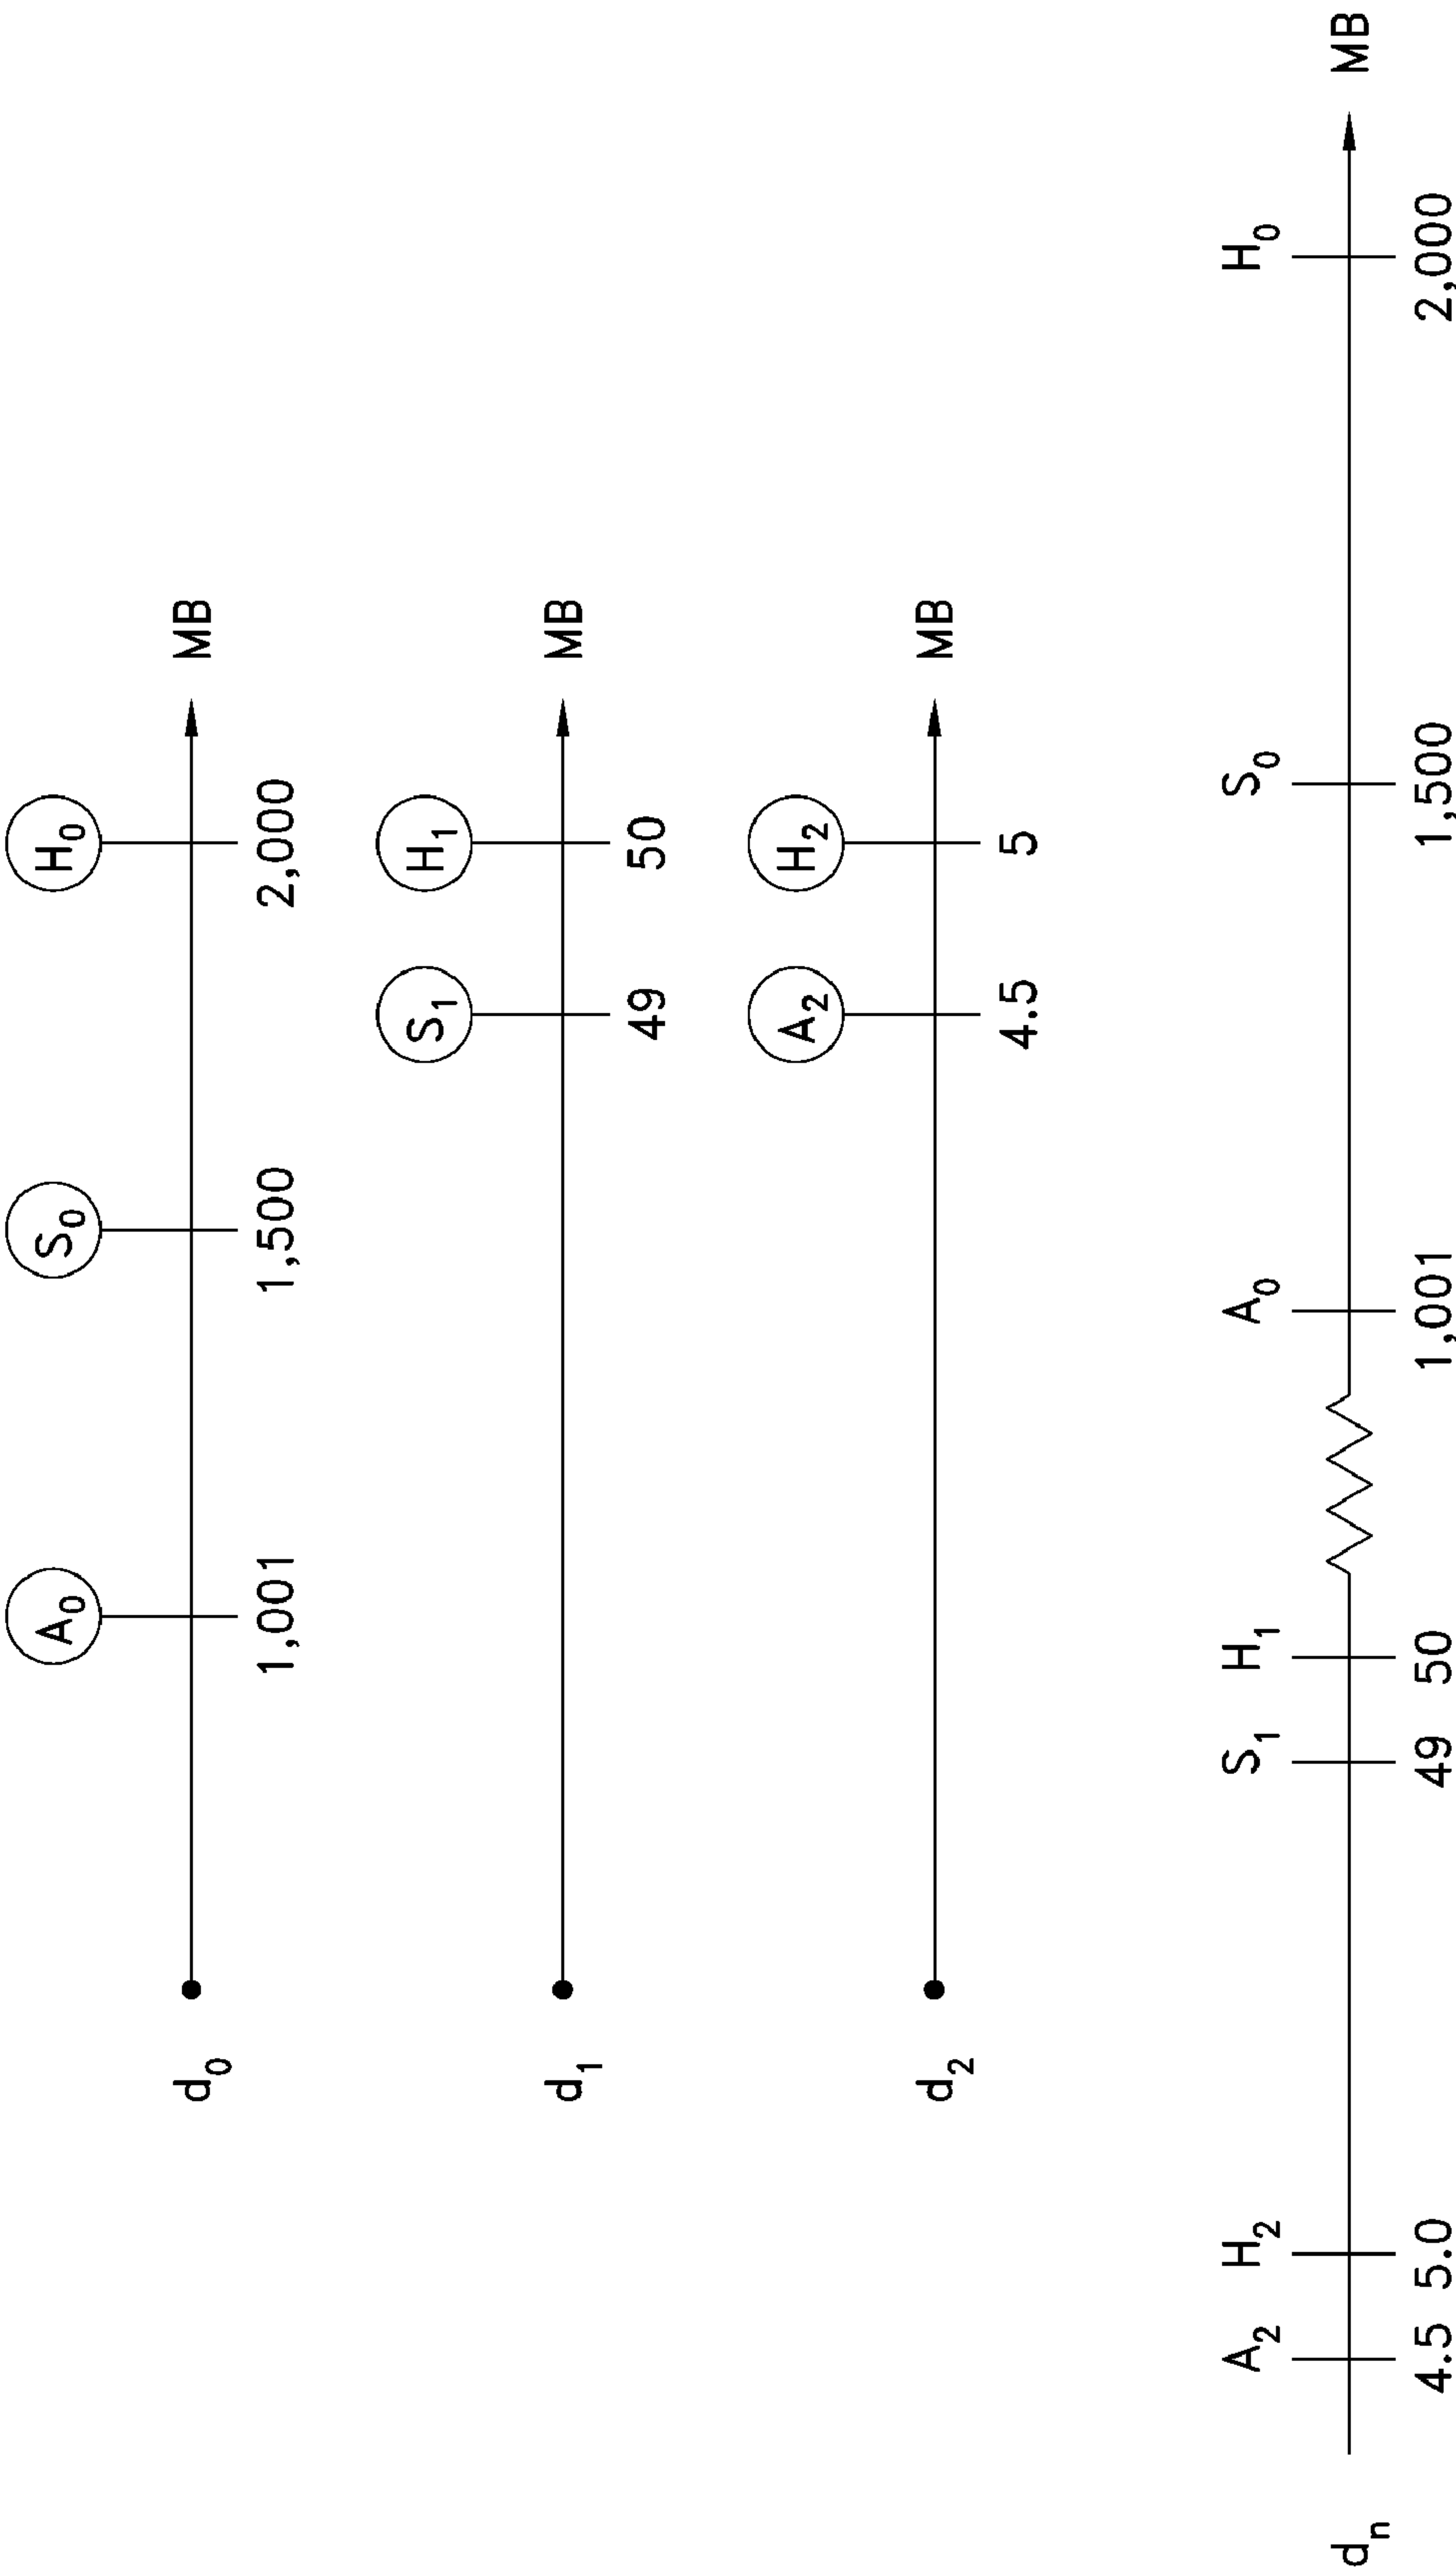 A0 S0 H0
d0 MB
1,001 1,500 2,000
S1 H1
d1 MB
49 50
A2 H2
d2 MB
4.5 5
A2 H2 S1 H1 A0 S0 H0
dn MB
4.5 5.0 49 50 1,001 1,500 2,000